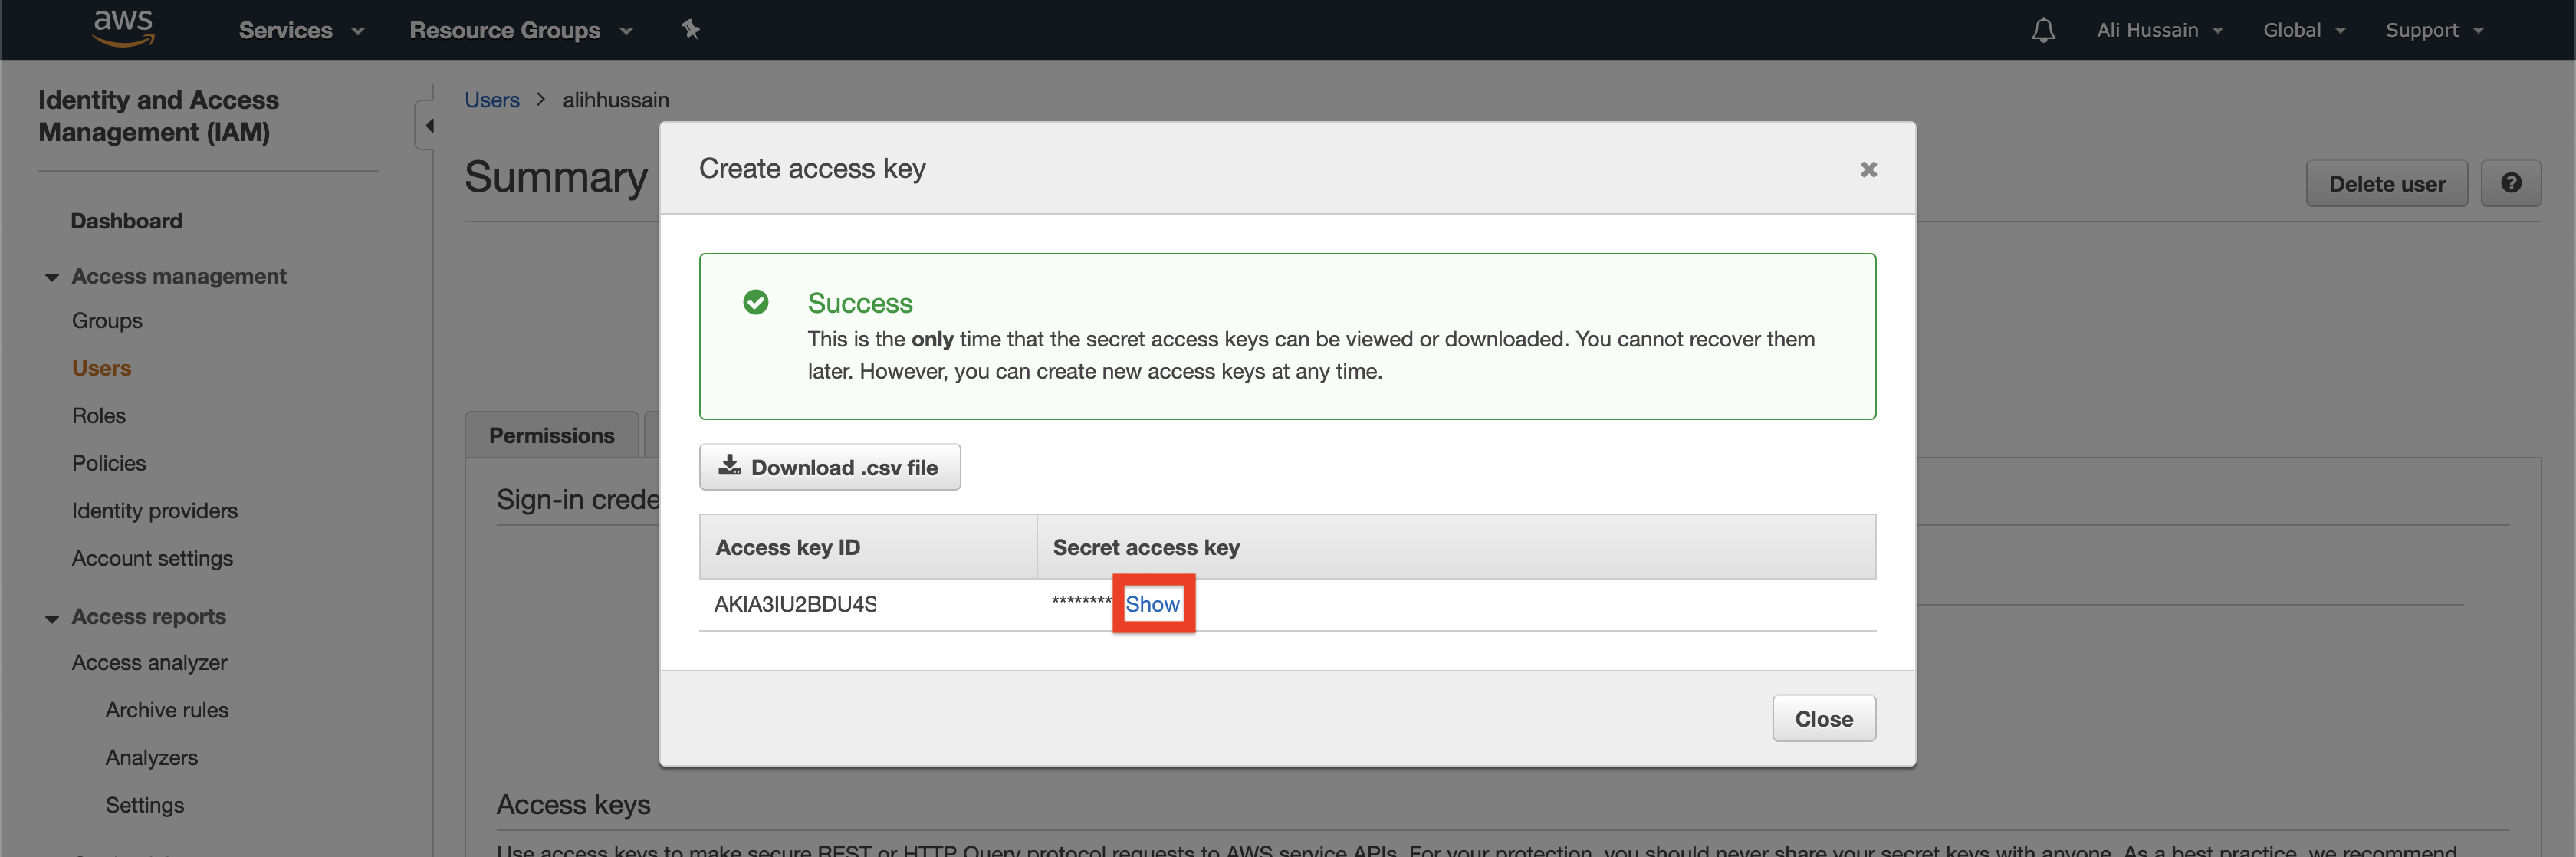 aws Services Resource Groups Ali Hussain Global Support
Identity and Access
Management (IAM)
Dashboard
Access management
Groups
Users
Roles
Policies
Identity providers
Account settings
Access reports
Access analyzer
Archive rules
Analyzers
Settings
Users > alihhussain
Summary
Delete user
Permissions
Sign-in crede
Create access key
Success
This is the only time that the secret access keys can be viewed or downloaded. You cannot recover them
later. However, you can create new access keys at any time.
Download .csv file
Access key ID Secret access key
AKIA3IU2BDU4S ******** Show
Close
Access keys
Use access keys to make secure REST or HTTP Query protocol requests to AWS service APIs. For your protection, you should never share your secret keys with anyone. As a best practice, we recommend